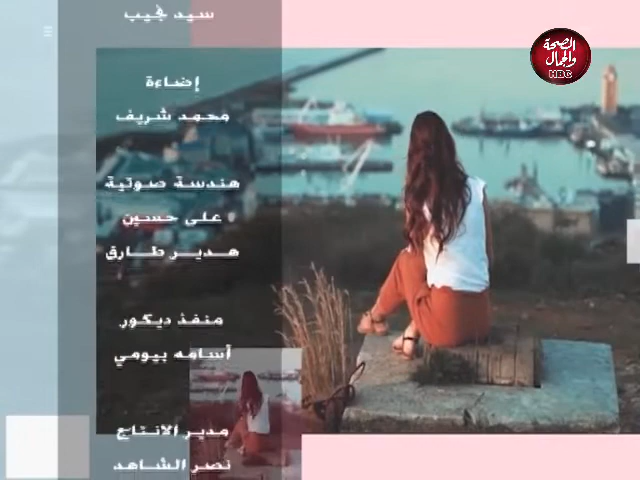 سيد نجيب
إضاءة
محمد شريف
هندسة صوتية
على حسين
هدير طارق
منفذ ديكور
أسامه بيومي
مدير الانتاج
نصر الشاهد
الصحة
والجمال
HBC